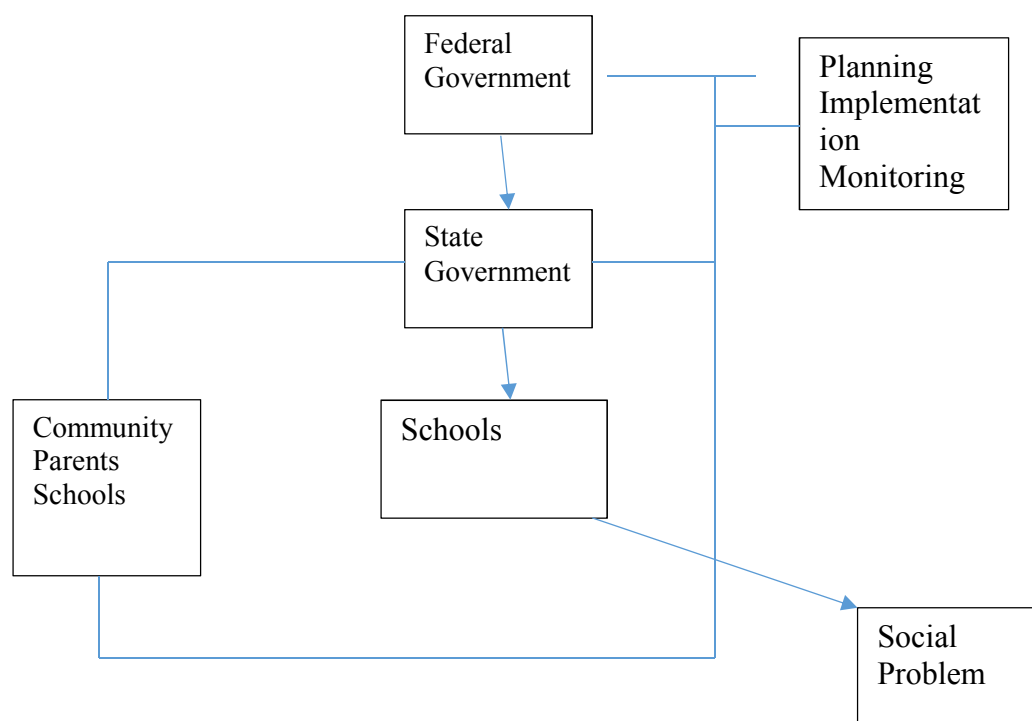 Federal
Government
Planning
Implementat
ion
Monitoring
State
Government
Community
Parents
Schools
Schools
Social
Problem